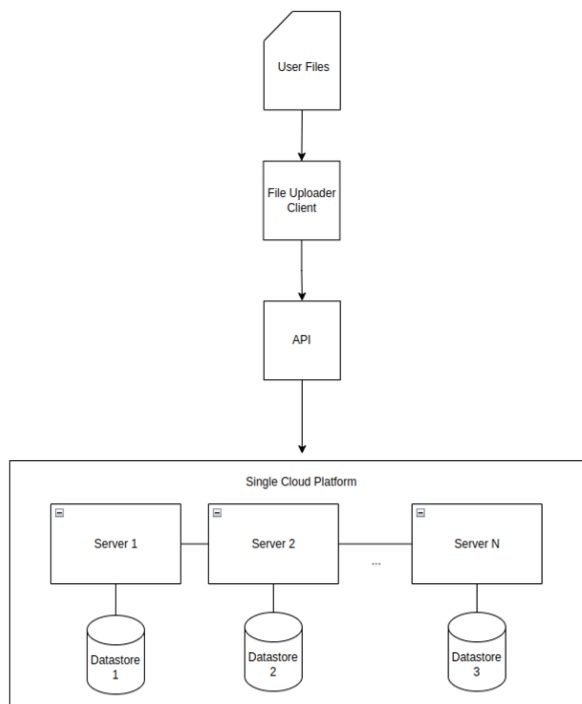 User Files
File Uploader
Client
API
Single Cloud Platform
Server 1
Server 2
Server N
...
Datastore
1
Datastore
2
Datastore
3